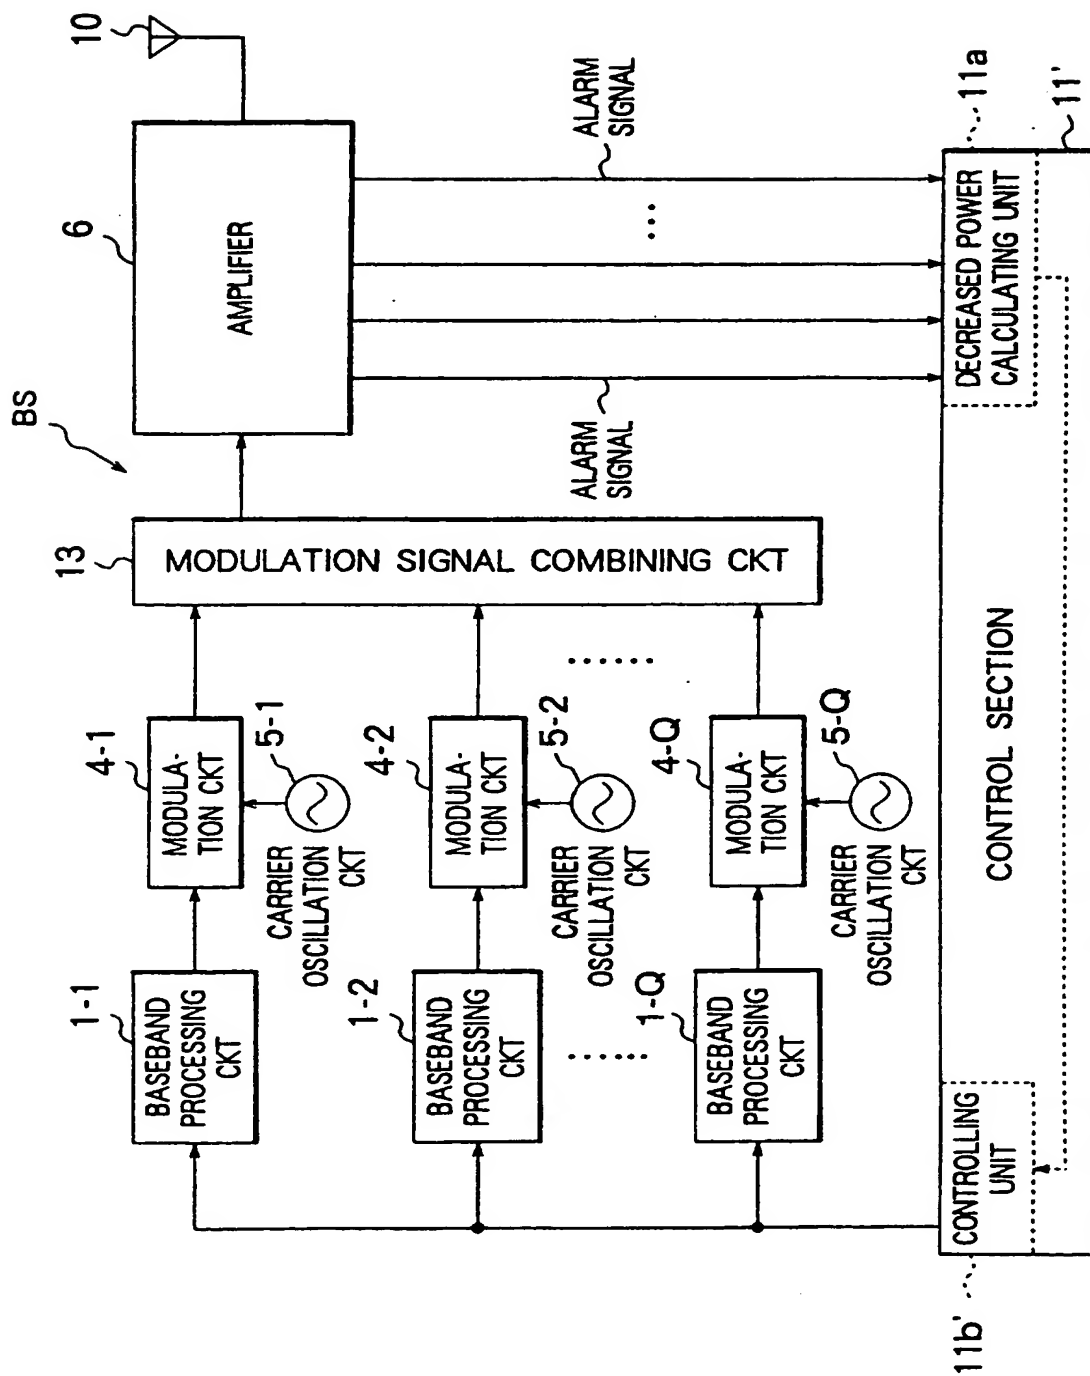 BS
10
6
AMPLIFIER
13
MODULATION SIGNAL COMBINING CKT
ALARM
SIGNAL
ALARM
SIGNAL
1-1
BASEBAND
PROCESSING
CKT
4-1
MODULA-
TION CKT
5-1
CARRIER
OSCILLATION
CKT
1-2
BASEBAND
PROCESSING
CKT
4-2
MODULA-
TION CKT
5-2
CARRIER
OSCILLATION
CKT
1-Q
BASEBAND
PROCESSING
CKT
4-Q
MODULA-
TION CKT
5-Q
CARRIER
OSCILLATION
CKT
11b'
CONTROLLING
UNIT
CONTROL SECTION
DECREASED POWER
CALCULATING UNIT
11a
11'